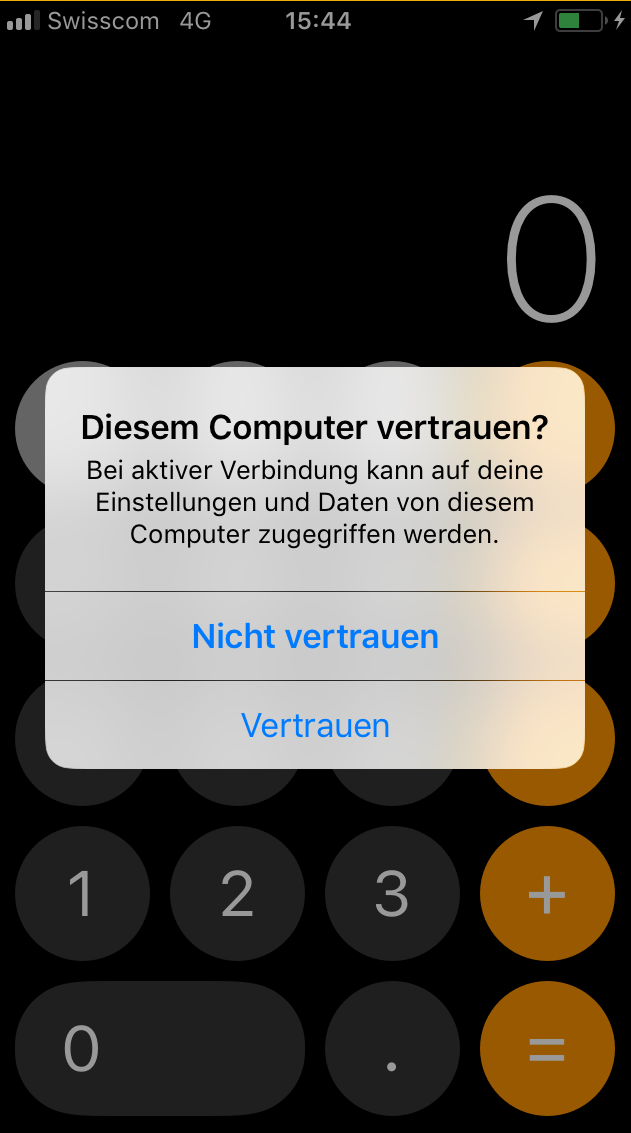 Swisscom 4G 15:44
0
Diesem Computer vertrauen?
Bei aktiver Verbindung kann auf deine
Einstellungen und Daten von diesem
Computer zugegriffen werden.
Nicht vertrauen
Vertrauen
1 2 3 +
0 . =